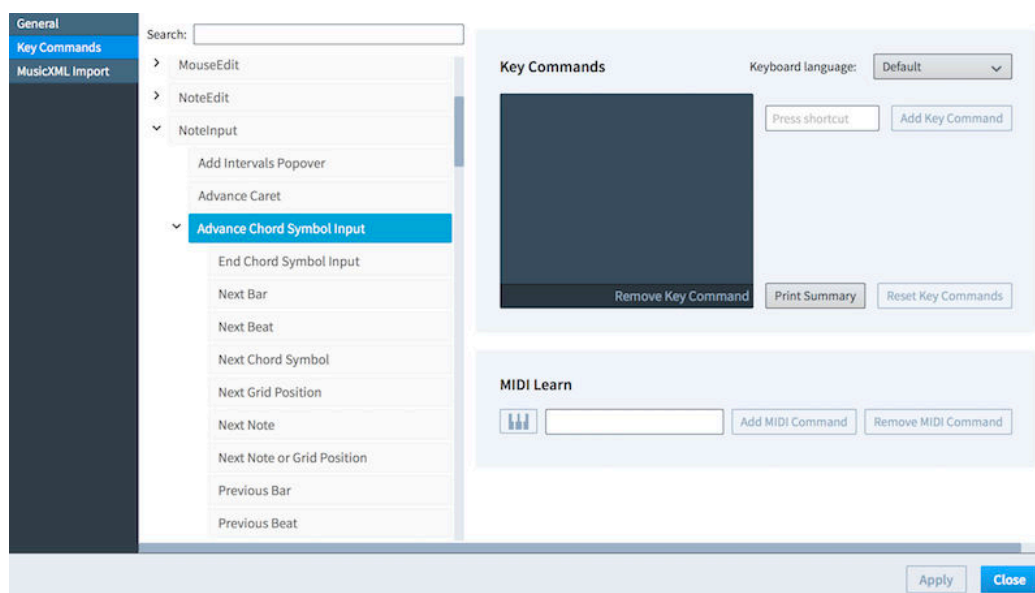 General
Key Commands
MusicXML Import
Search:
MouseEdit
NoteEdit
NoteInput
Add Intervals Popover
Advance Caret
Advance Chord Symbol Input
End Chord Symbol Input
Next Bar
Next Beat
Next Chord Symbol
Next Grid Position
Next Note
Next Note or Grid Position
Previous Bar
Previous Beat
Key Commands
Keyboard language: Default
Press shortcut
Add Key Command
Remove Key Command
Print Summary
Reset Key Commands
MIDI Learn
Add MIDI Command
Remove MIDI Command
Apply
Close